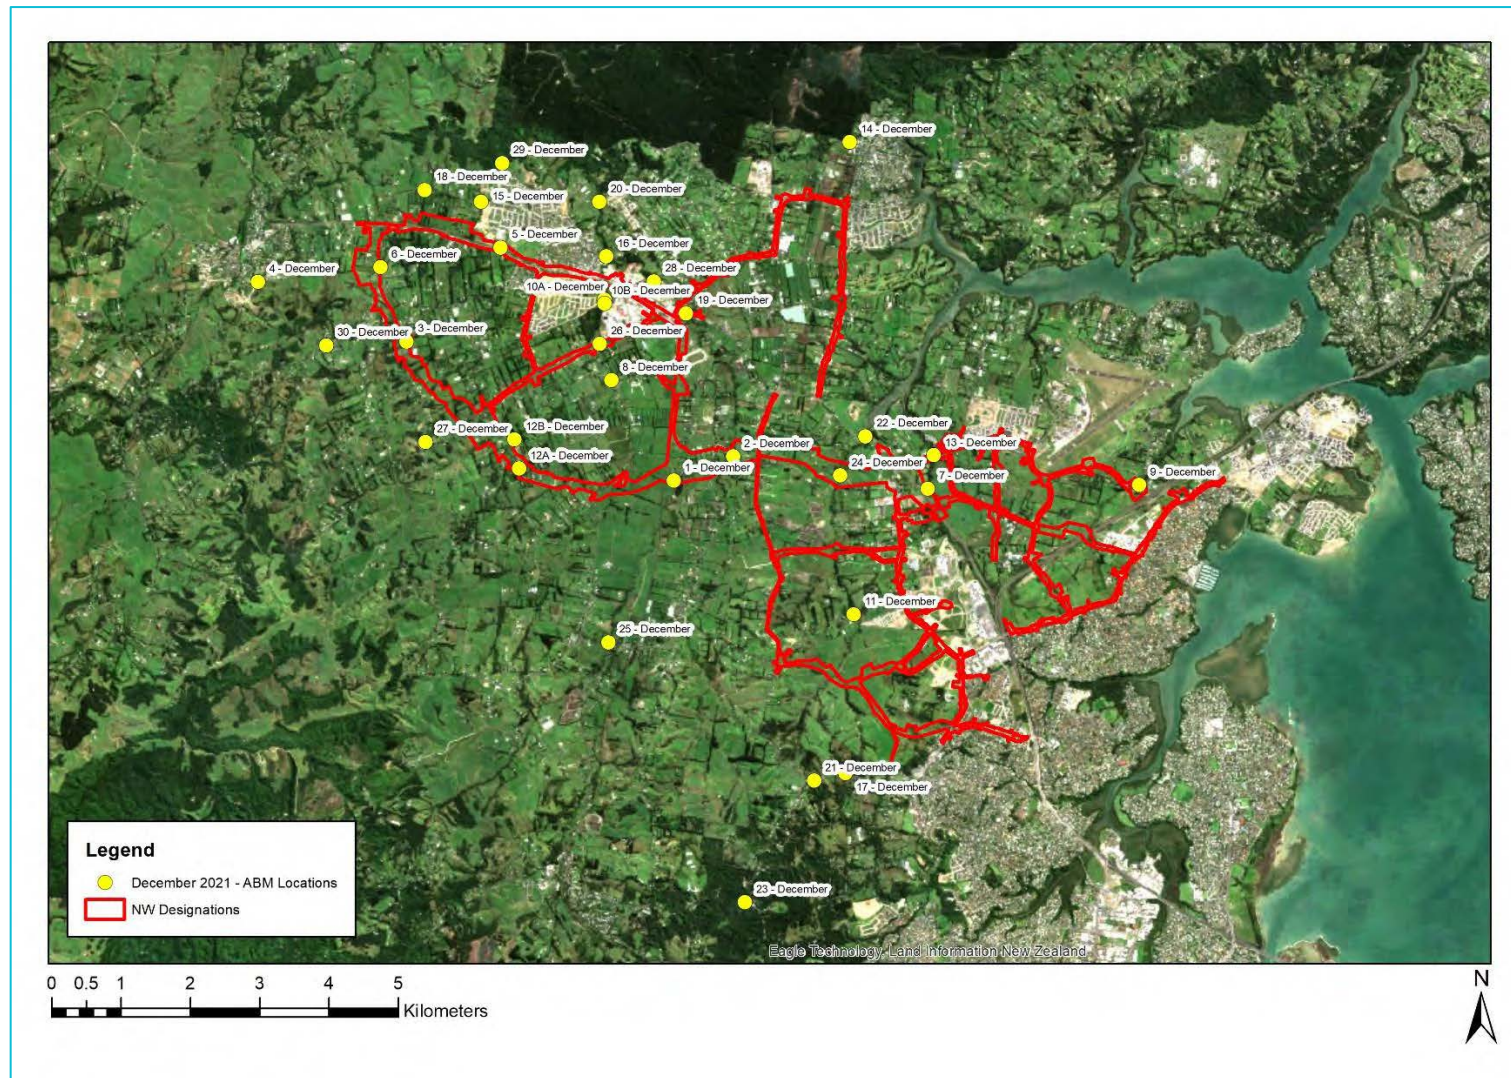 14 - December
29 - December
18 - December
15 - December
20 - December
5 - December
16 - December
6 - December
4 - December
28 - December
10A - December
10B - December
19 - December
30 - December
3 - December
26 - December
8 - December
12B - December
27 - December
12A - December
22 - December
2 - December
13 - December
1 - December
24 - December
7 - December
9 - December
11 - December
25 - December
21 - December
17 - December
23 - December
Legend
December 2021 - ABM Locations
NW Designations
Eagle Technology, Land Information New Zealand
0 0.5 1 2 3 4 5
Kilometers
N